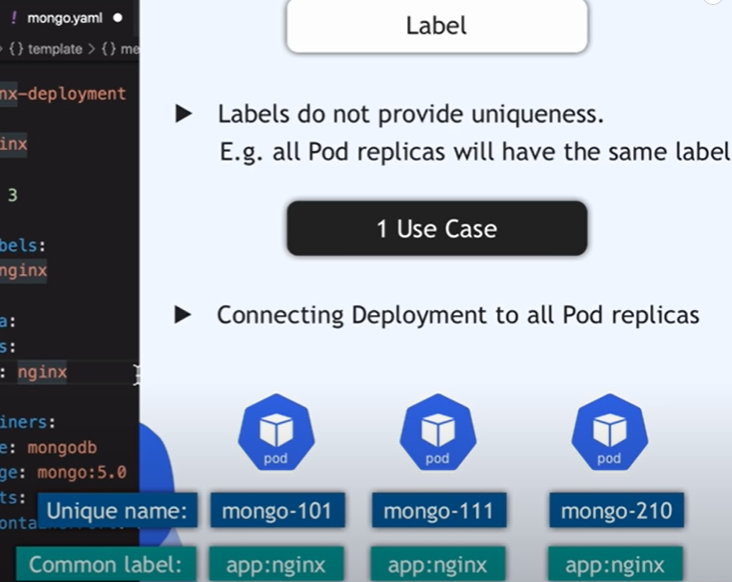 ! mongo.yaml ●
> {} template > {} me
nx-deployment
inx
3
bels:
nginx
a:
s:
: nginx
iners:
e: mongodb
ge: mongo:5.0
ts:
Label
▶ Labels do not provide uniqueness.
E.g. all Pod replicas will have the same label
1 Use Case
▶ Connecting Deployment to all Pod replicas
pod pod pod
Unique name: mongo-101 mongo-111 mongo-210
Common label: app:nginx app:nginx app:nginx